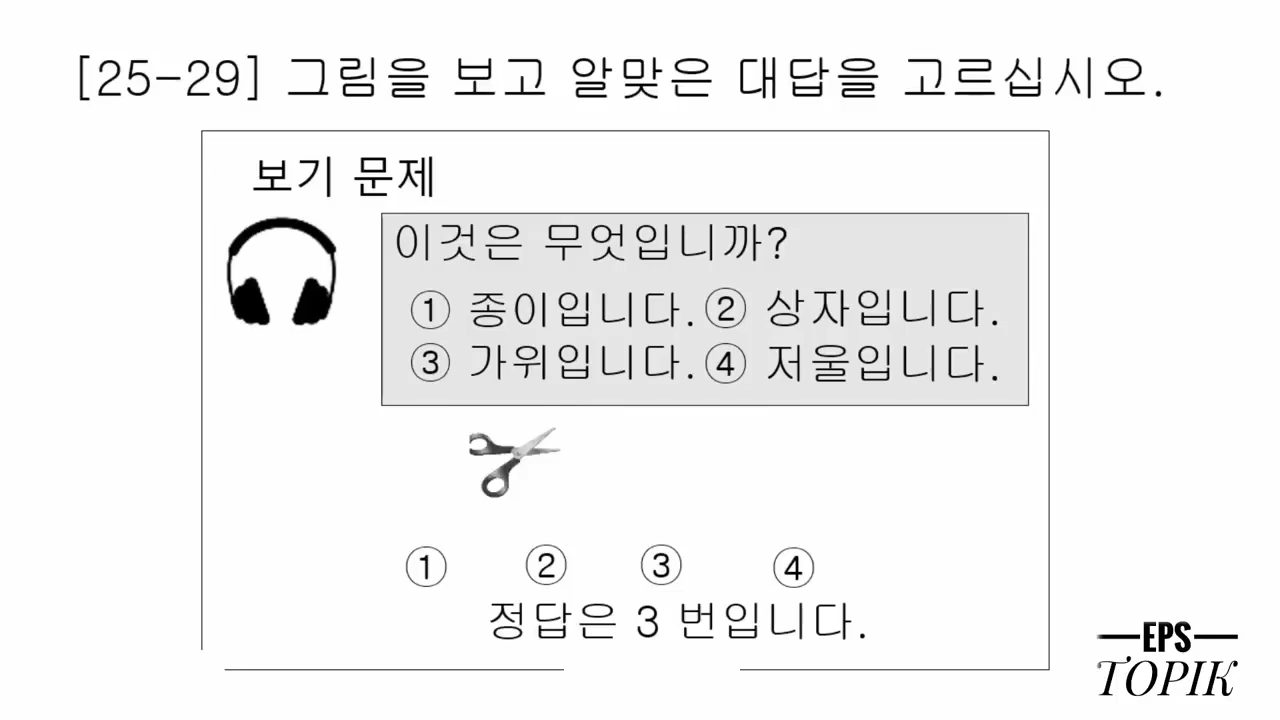 [25-29] 그림을 보고 알맞은 대답을 고르십시오.
보기 문제
이것은 무엇입니까?
① 종이입니다. ② 상자입니다.
③ 가위입니다. ④ 저울입니다.
① ② ③ ④
정답은 3 번입니다.
EPS
TOPIK